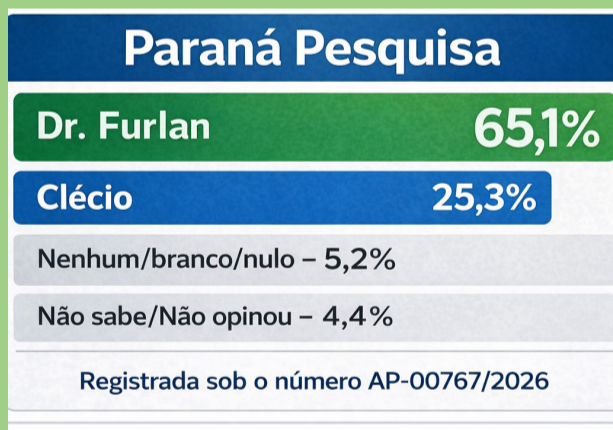 Paraná Pesquisa
Dr. Furlan 65,1%
Clécio 25,3%
Nenhum/branco/nulo – 5,2%
Não sabe/Não opinou – 4,4%
Registrada sob o número AP-00767/2026